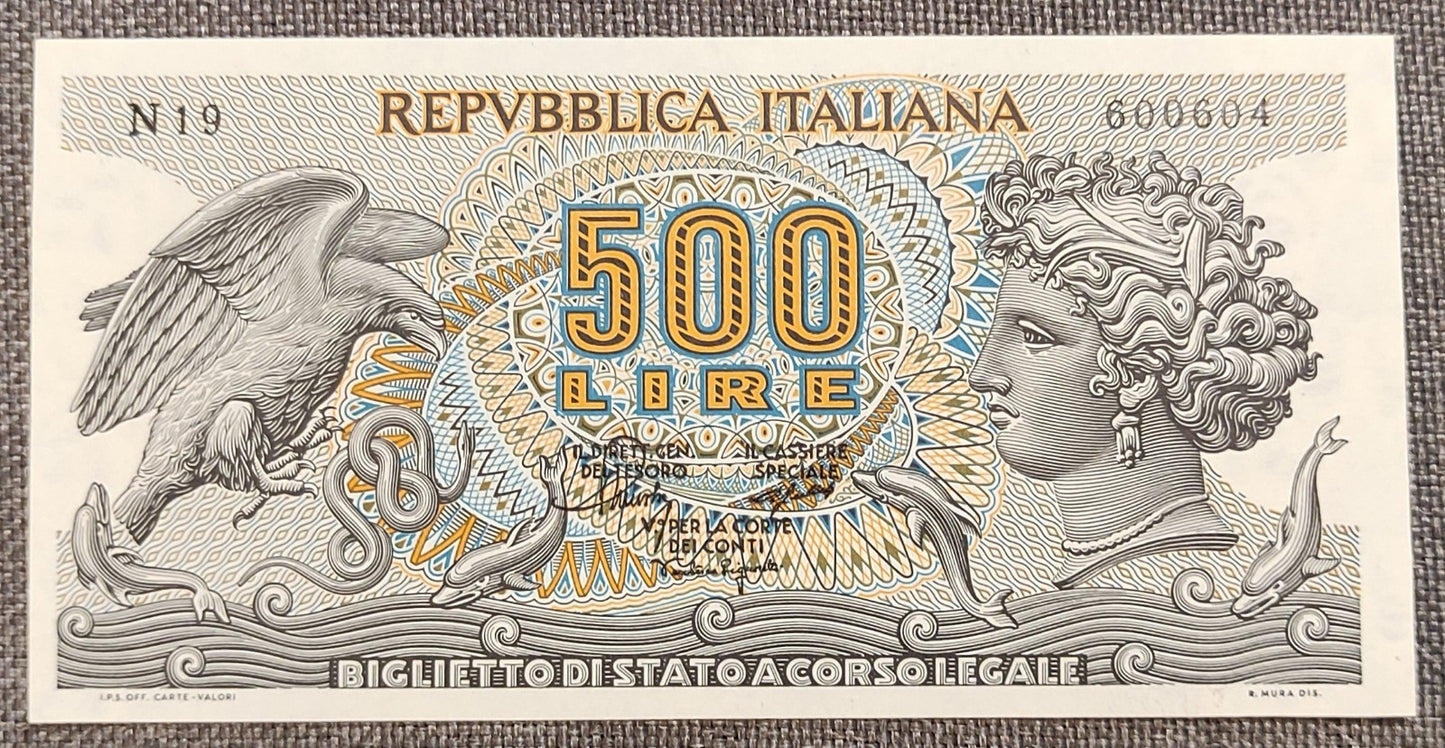 N19
REPVBBLICA ITALIANA
600604
500
LIRE
IL DIRETT. GEN.
DEL TESORO
IL CASSIERE
SPECIALE
V° PER LA CORTE
DEI CONTI
BIGLIETTO DI STATO A CORSO LEGALE
I.P.S. OFF. CARTE-VALORI
R. MURA DIS.